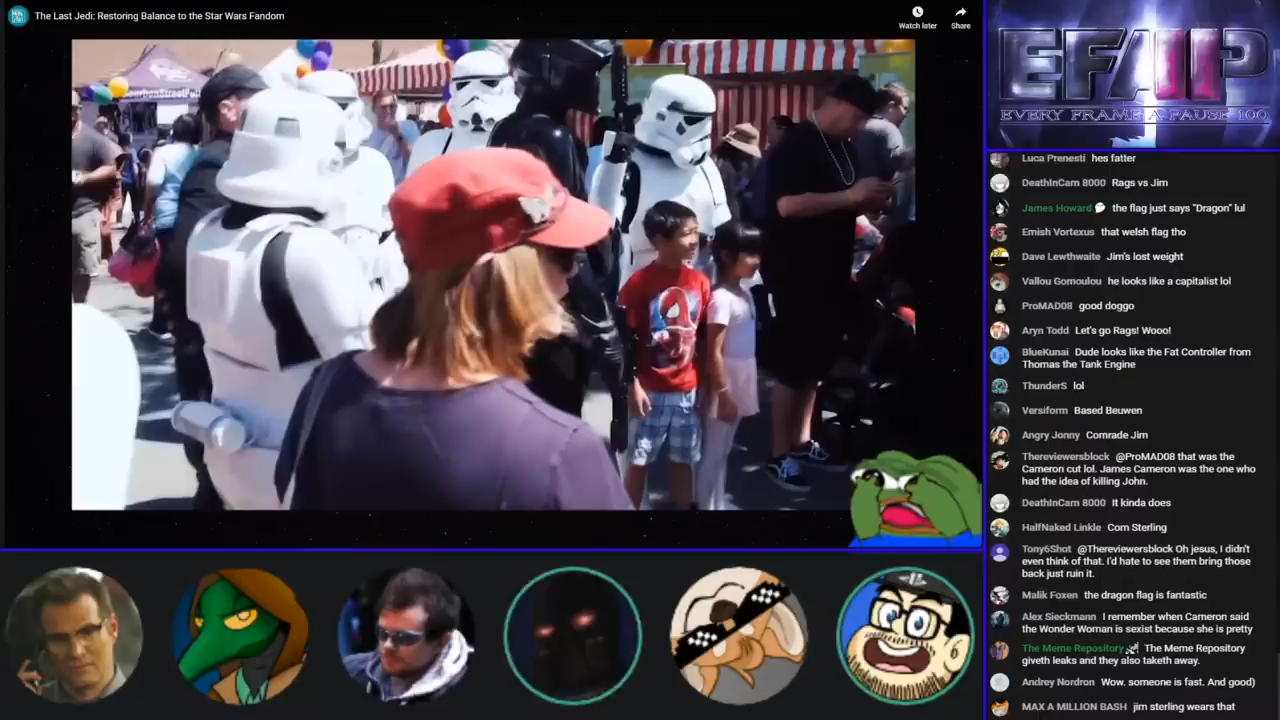 The Last Jedi: Restoring Balance to the Star Wars Fandom
Watch later
Share
EFAP
EVERY FRAME A PAUSE 100
Luca Prenesti hes fatter
DeathInCam 8000 Rags vs Jim
James Howard the flag just says "Dragon" lul
Emish Vortexus that welsh flag tho
Dave Lewthwaite Jim's lost weight
Vallou Gomoulou he looks like a capitalist lol
ProMAD08 good doggo
Aryn Todd Let's go Rags! Wooo!
BlueKunai Dude looks like the Fat Controller from
Thomas the Tank Engine
ThunderS lol
Versiform Based Beuwen
Angry Jonny Comrade Jim
Thereviewersblock @ProMAD08 that was the
Cameron cut lol. James Cameron was the one who
had the idea of killing John.
DeathInCam 8000 It kinda does
HalfNaked Linkle Com Sterling
Tony6Shot @Thereviewersblock Oh jesus, I didn't
even think of that. I'd hate to see them bring those
back just ruin it.
Malik Foxen the dragon flag is fantastic
Alex Sieckmann I remember when Cameron said
the Wonder Woman is sexist because she is pretty
The Meme Repository The Meme Repository
giveth leaks and they also taketh away.
Andrey Nordron Wow. someone is fast. And good)
MAX A MILLION BASH jim sterling wears that